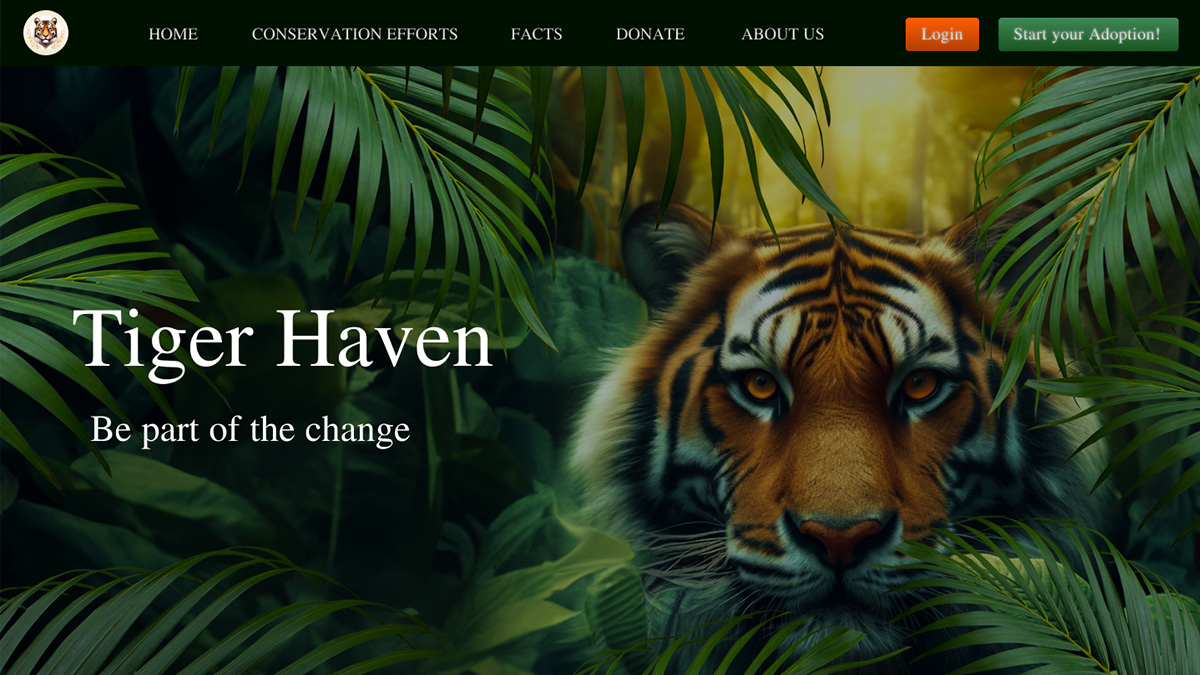 HOME CONSERVATION EFFORTS FACTS DONATE ABOUT US Login Start your Adoption!
Tiger Haven
Be part of the change